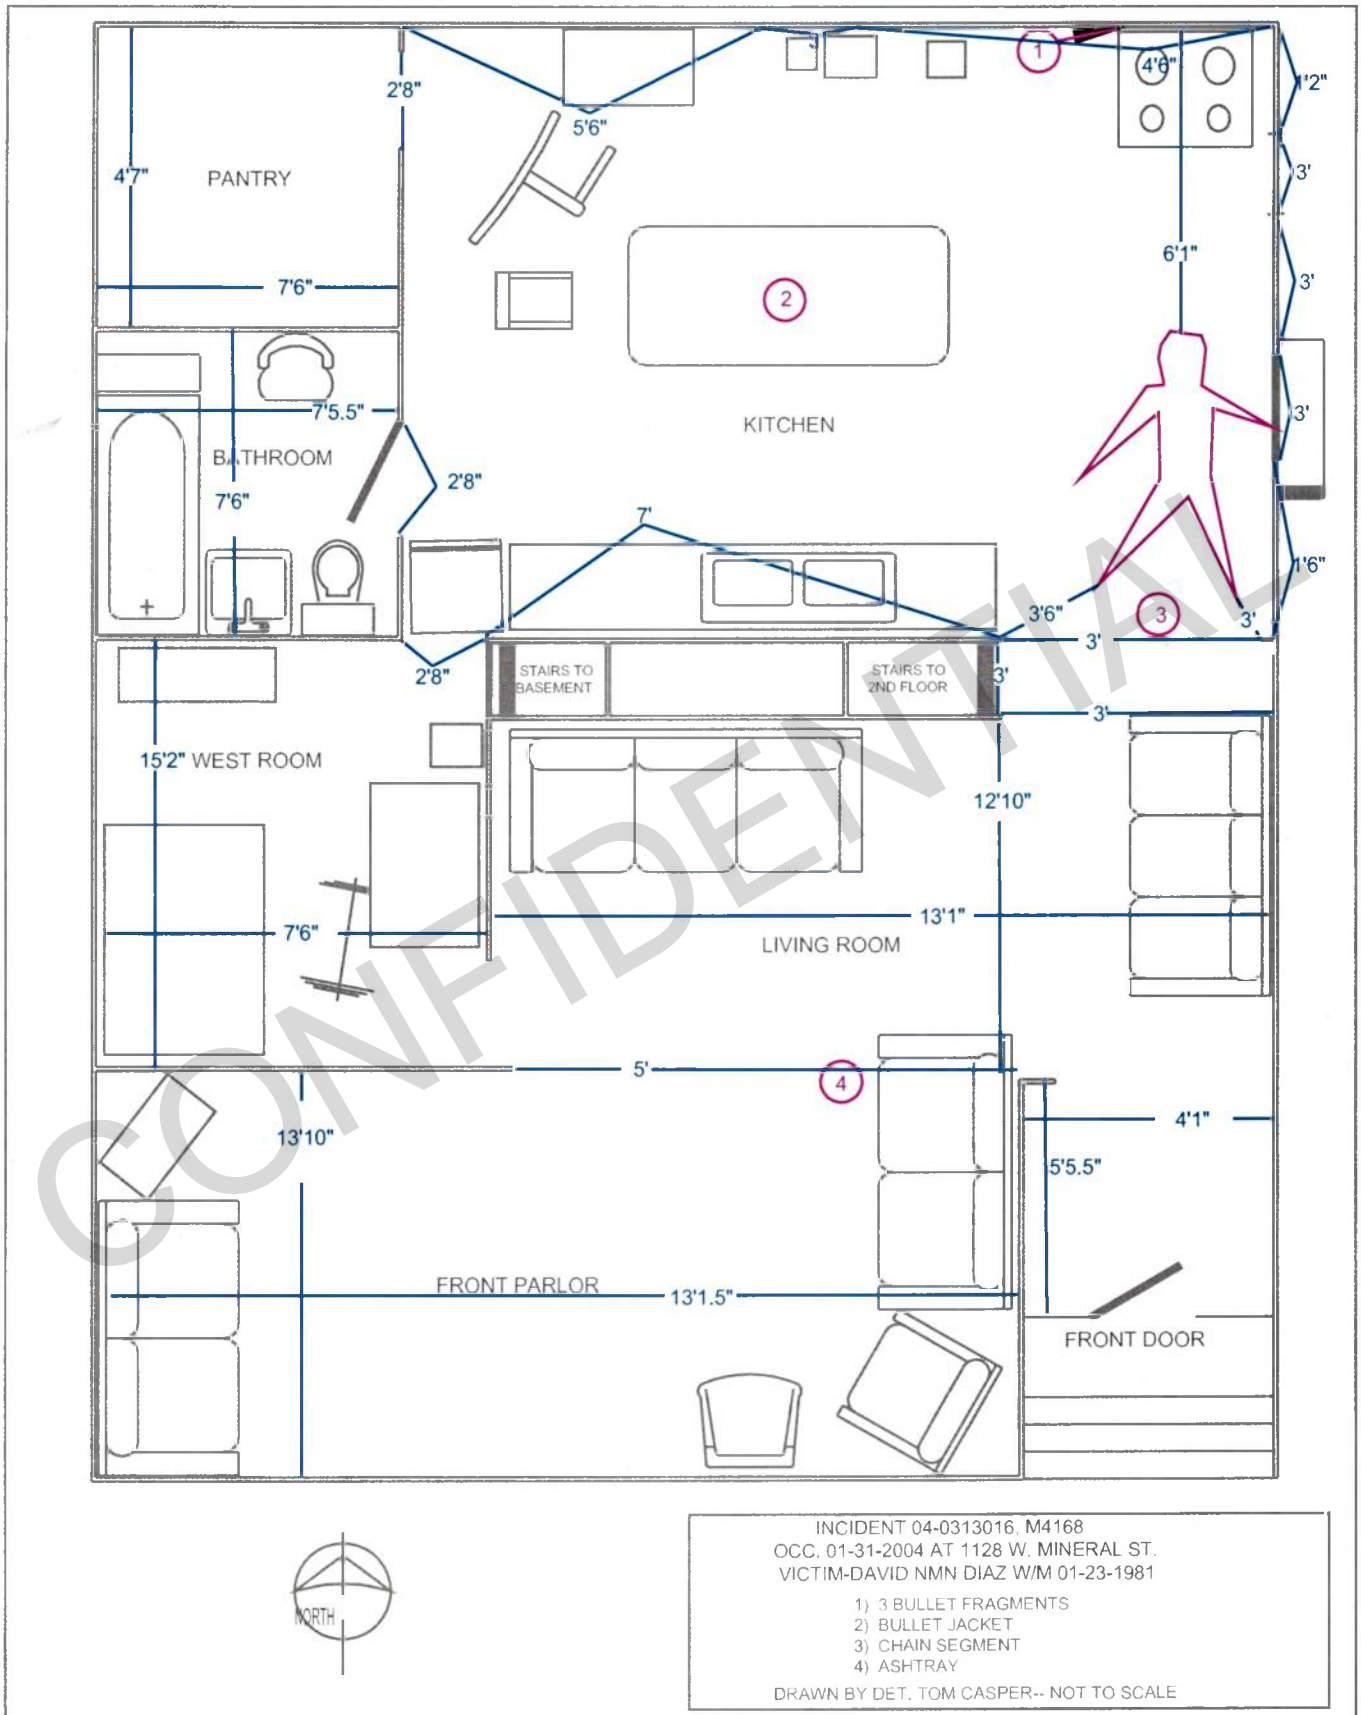 1
4'6"
1'2"
2'8"
5'6"
4'7"
PANTRY
3'
6'1"
7'6"
2
3'
7'5.5"
KITCHEN
3'
BATHROOM
7'6"
2'8"
7'
1'6"
3'6"
3
3'
3'
2'8"
STAIRS TO
BASEMENT
STAIRS TO
2ND FLOOR
3'
3'
15'2" WEST ROOM
12'10"
7'6"
13'1"
LIVING ROOM
CONFIDENTIAL
5'
4
4'1"
13'10"
5'5.5"
FRONT PARLOR
13'1.5"
FRONT DOOR
NORTH
INCIDENT 04-0313016, M4168
OCC. 01-31-2004 AT 1128 W. MINERAL ST.
VICTIM-DAVID NMN DIAZ W/M 01-23-1981
1) 3 BULLET FRAGMENTS
2) BULLET JACKET
3) CHAIN SEGMENT
4) ASHTRAY
DRAWN BY DET. TOM CASPER-- NOT TO SCALE